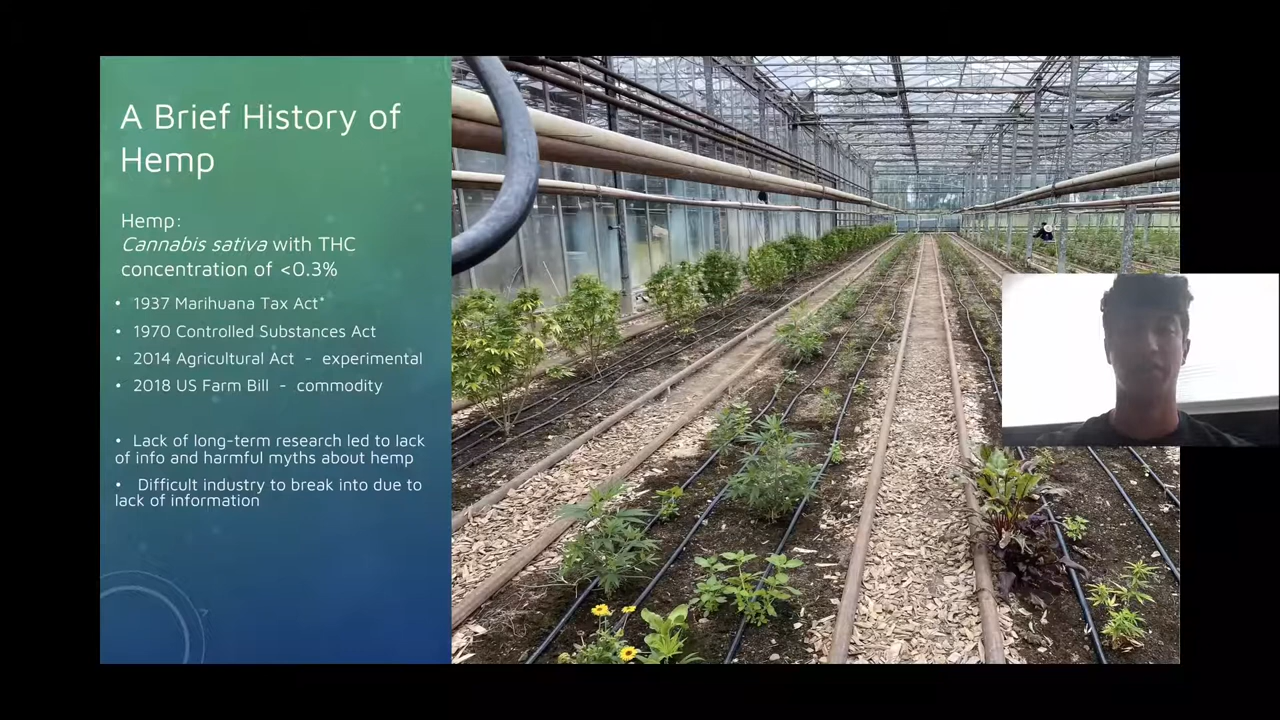 A Brief History of
Hemp
Hemp:
Cannabis sativa with THC
concentration of <0.3%
• 1937 Marihuana Tax Act*
• 1970 Controlled Substances Act
• 2014 Agricultural Act - experimental
• 2018 US Farm Bill - commodity
• Lack of long-term research led to lack
of info and harmful myths about hemp
• Difficult industry to break into due to
lack of information